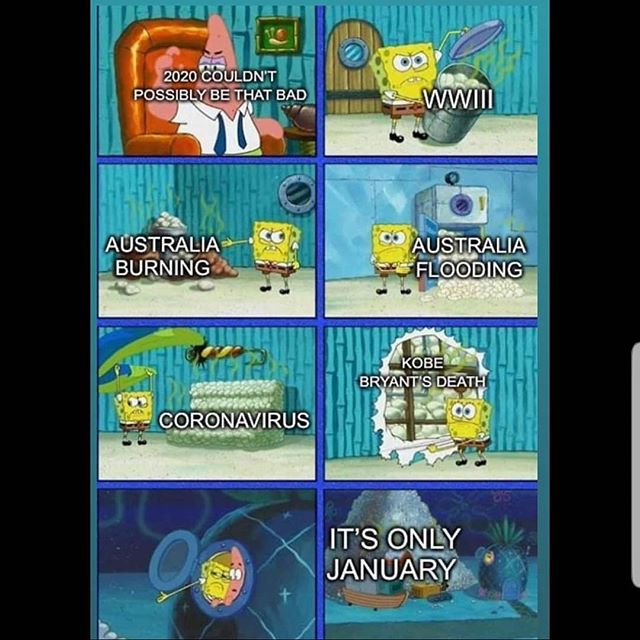 2020 COULDN'T
POSSIBLY BE THAT BAD
WWIII
AUSTRALIA
BURNING
AUSTRALIA
FLOODING
CORONAVIRUS
KOBE
BRYANT'S DEATH
IT'S ONLY
JANUARY